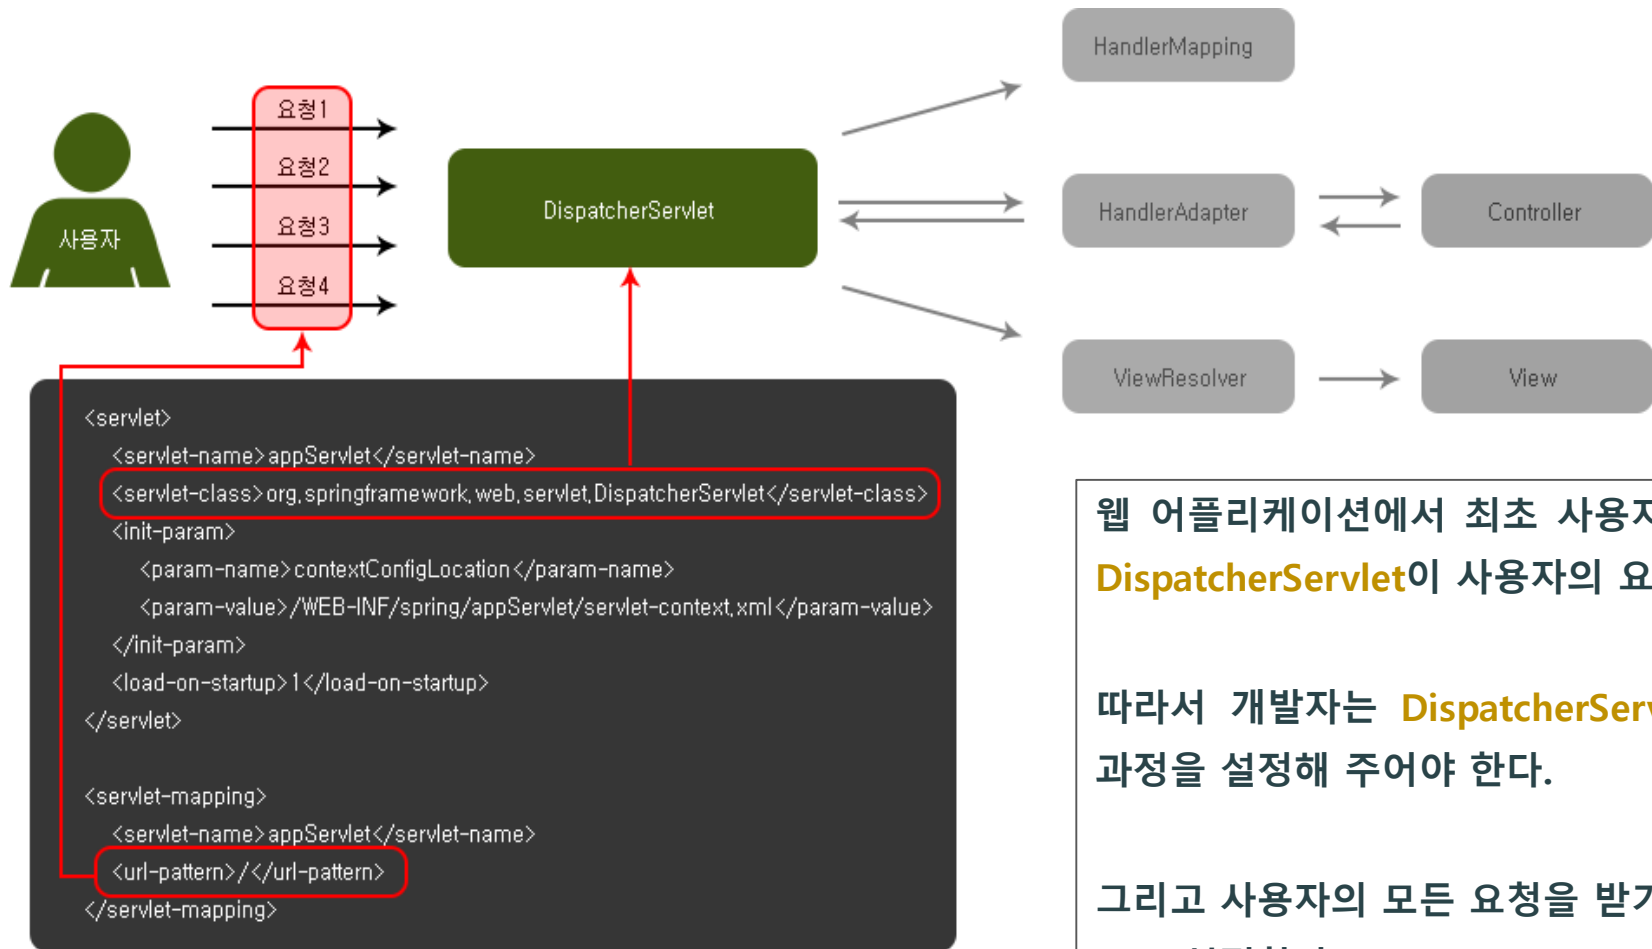 요청1
요청2
요청3
요청4
사용자
DispatcherServlet
HandlerMapping
HandlerAdapter
Controller
ViewResolver
View
<servlet>
<servlet-name>appServlet</servlet-name>
<servlet-class>org.springframework.web.servlet.DispatcherServlet</servlet-class>
<init-param>
<param-name>contextConfigLocation</param-name>
<param-value>/WEB-INF/spring/appServlet/servlet-context.xml</param-value>
</init-param>
<load-on-startup>1</load-on-startup>
</servlet>
<servlet-mapping>
<servlet-name>appServlet</servlet-name>
<url-pattern>/</url-pattern>
</servlet-mapping>
웹 어플리케이션에서 최초
DispatcherServlet이 사용자의
따라서 개발자는
과정을 설정해 주어야 한다.
그리고 사용자의 모든 요청을